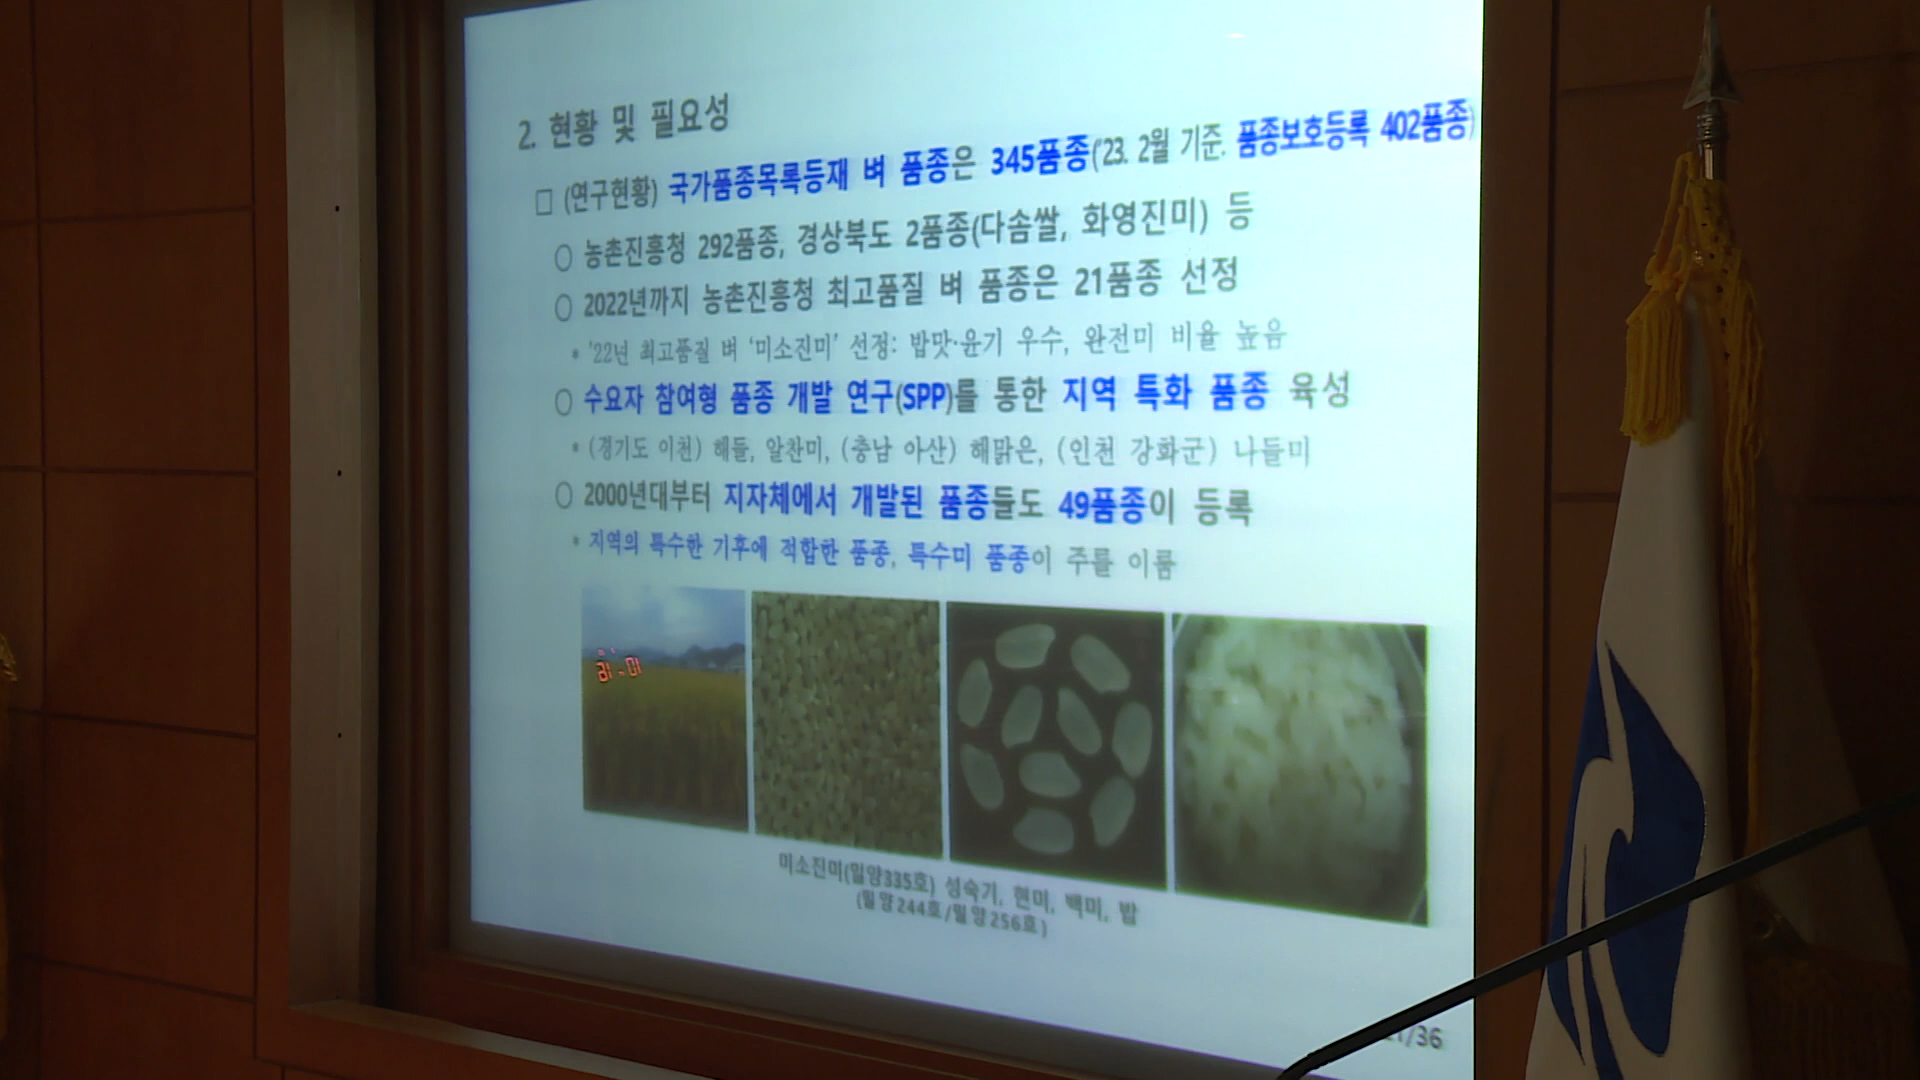 2. 현황 및 필요성
□ (연구현황) 국가품종목록등재 벼 품종은 345품종('23. 2월 기준. 품종보호등록 402품종)
○ 농촌진흥청 292품종, 경상북도 2품종(다솜쌀, 화영진미) 등
○ 2022년까지 농촌진흥청 최고품질 벼 품종은 21품종 선정
* '22년 최고품질 벼 '미소진미' 선정: 밥맛·윤기 우수, 완전미 비율 높음
○ 수요자 참여형 품종 개발 연구(SPP)를 통한 지역 특화 품종 육성
* (경기도 이천) 해들, 알찬미, (충남 아산) 해맑은, (인천 강화군) 나들미
○ 2000년대부터 지자체에서 개발된 품종들도 49품종이 등록
* 지역의 특수한 기후에 적합한 품종, 특수미 품종이 주를 이룸
미소진미(밀양335호) 성숙기, 현미, 백미, 밥
(밀양244호/밀양256호)
/36